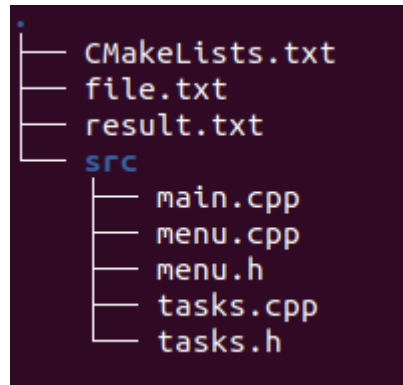 .
├── CMakeLists.txt
├── file.txt
├── result.txt
└── src
    ├── main.cpp
    ├── menu.cpp
    ├── menu.h
    ├── tasks.cpp
    └── tasks.h